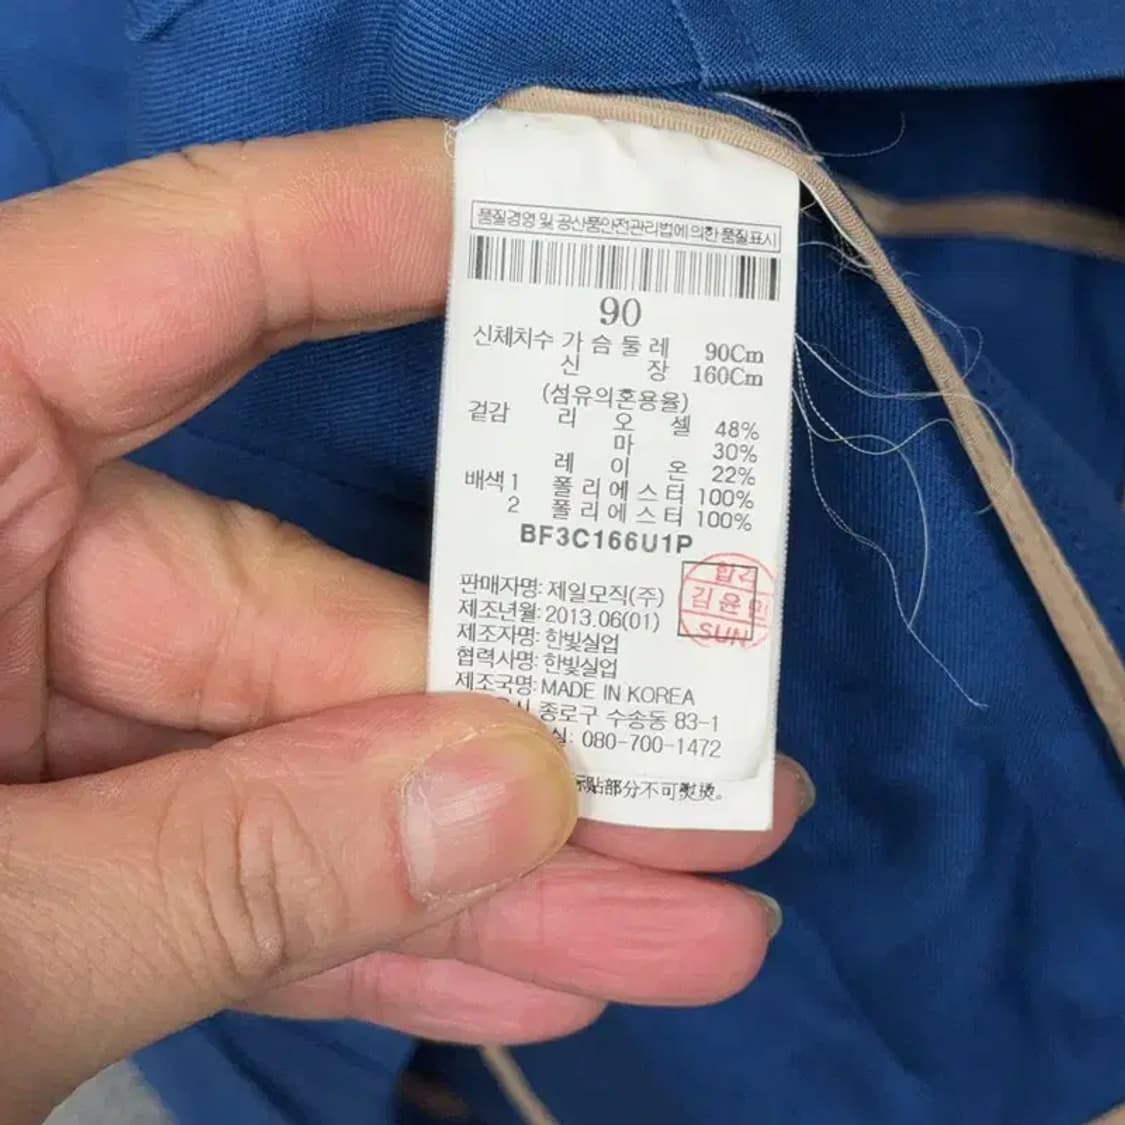 품질경영 및 공산품안전관리법에 의한 품질표시
90
신체치수 가 슴 둘 레 90Cm
신 장 160Cm
(섬유의혼용율)
겉감 리 오 셀 48%
마 30%
레 이 온 22%
배색 1 폴 리 에 스 터 100%
2 폴 리 에 스 터 100%
BF3C166U1P
합격
김윤민
SUN
판매자명: 제일모직(주)
제조년월: 2013.06(01)
제조자명: 한빛실업
협력사명: 한빛실업
제조국명: MADE IN KOREA
종로구 수송동 83-1
실: 080-700-1472
貼部分不可熨烫。